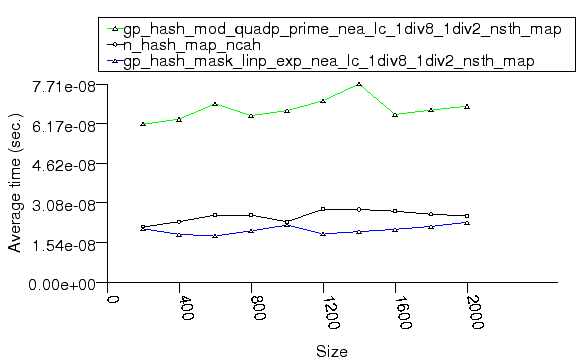 gp_hash_mod_quadp_prime_nea_lc_1div8_1div2_nsth_map
n_hash_map_ncah
gp_hash_mask_linp_exp_nea_lc_1div8_1div2_nsth_map
7.71e-08
6.17e-08
4.62e-08
3.08e-08
1.54e-08
0.00e+00
Average time (sec.)
0
400
800
1200
1600
2000
Size